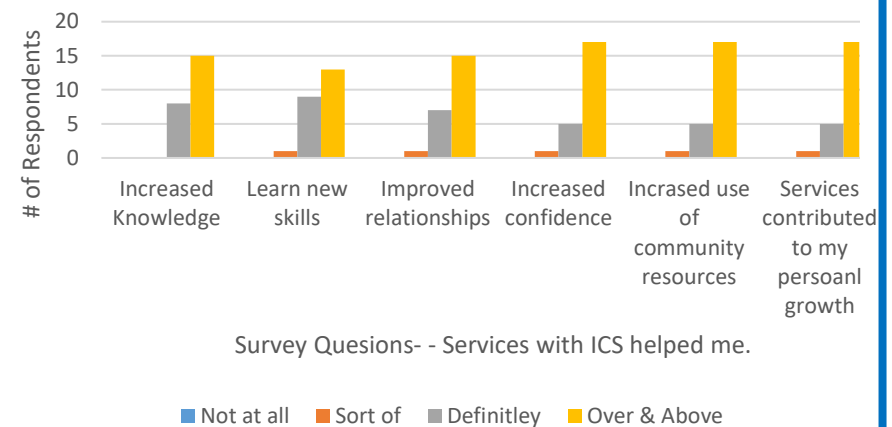 # of Respondents
20
15
10
5
0
Increased
Knowledge
Learn new
skills
Improved
relationships
Increased
confidence
Incrased use
of
community
resources
Services
contributed
to my
persoanl
growth
Survey Quesions- - Services with ICS helped me.
Not at all Sort of Definitley Over & Above